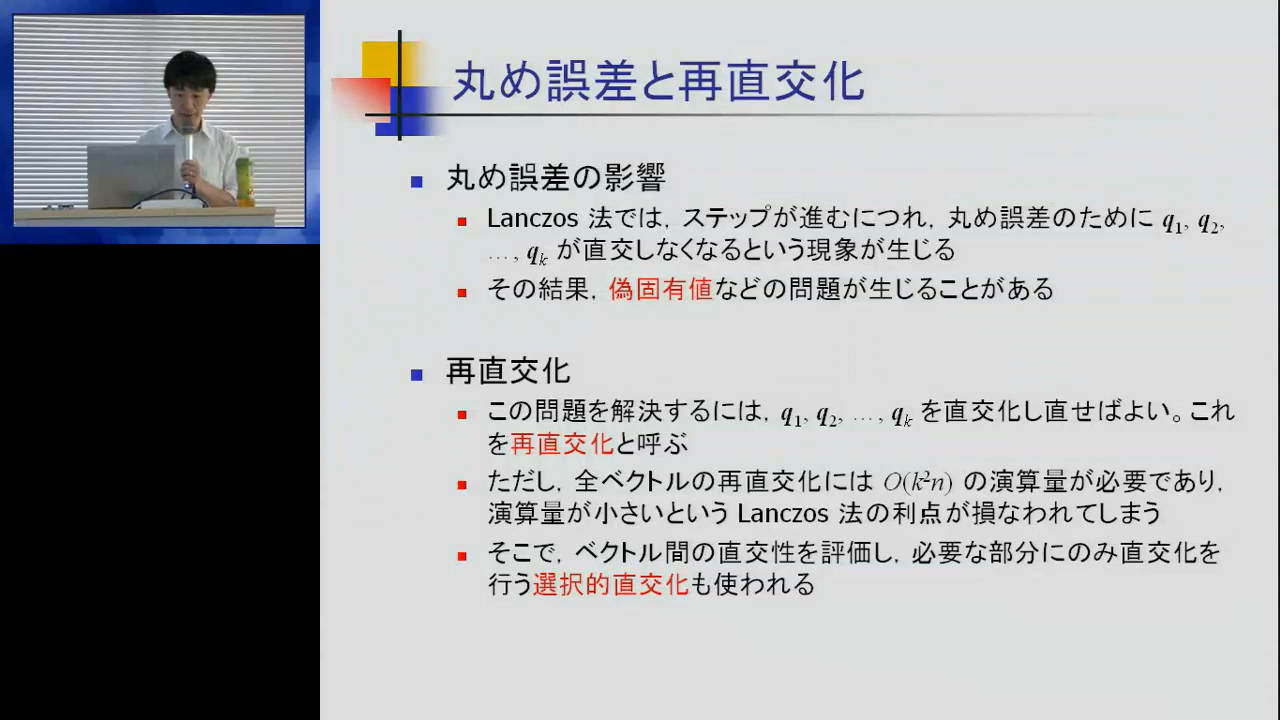 丸め誤差と再直交化
丸め誤差の影響
Lanczos 法では，ステップが進むにつれ，丸め誤差のために q1, q2,
…, qk が直交しなくなるという現象が生じる
その結果，偽固有値などの問題が生じることがある
再直交化
この問題を解決するには，q1, q2, …, qk を直交化し直せばよい。これ
を再直交化と呼ぶ
ただし，全ベクトルの再直交化には O(k²n) の演算量が必要であり，
演算量が小さいという Lanczos 法の利点が損なわれてしまう
そこで，ベクトル間の直交性を評価し，必要な部分にのみ直交化を
行う選択的直交化も使われる